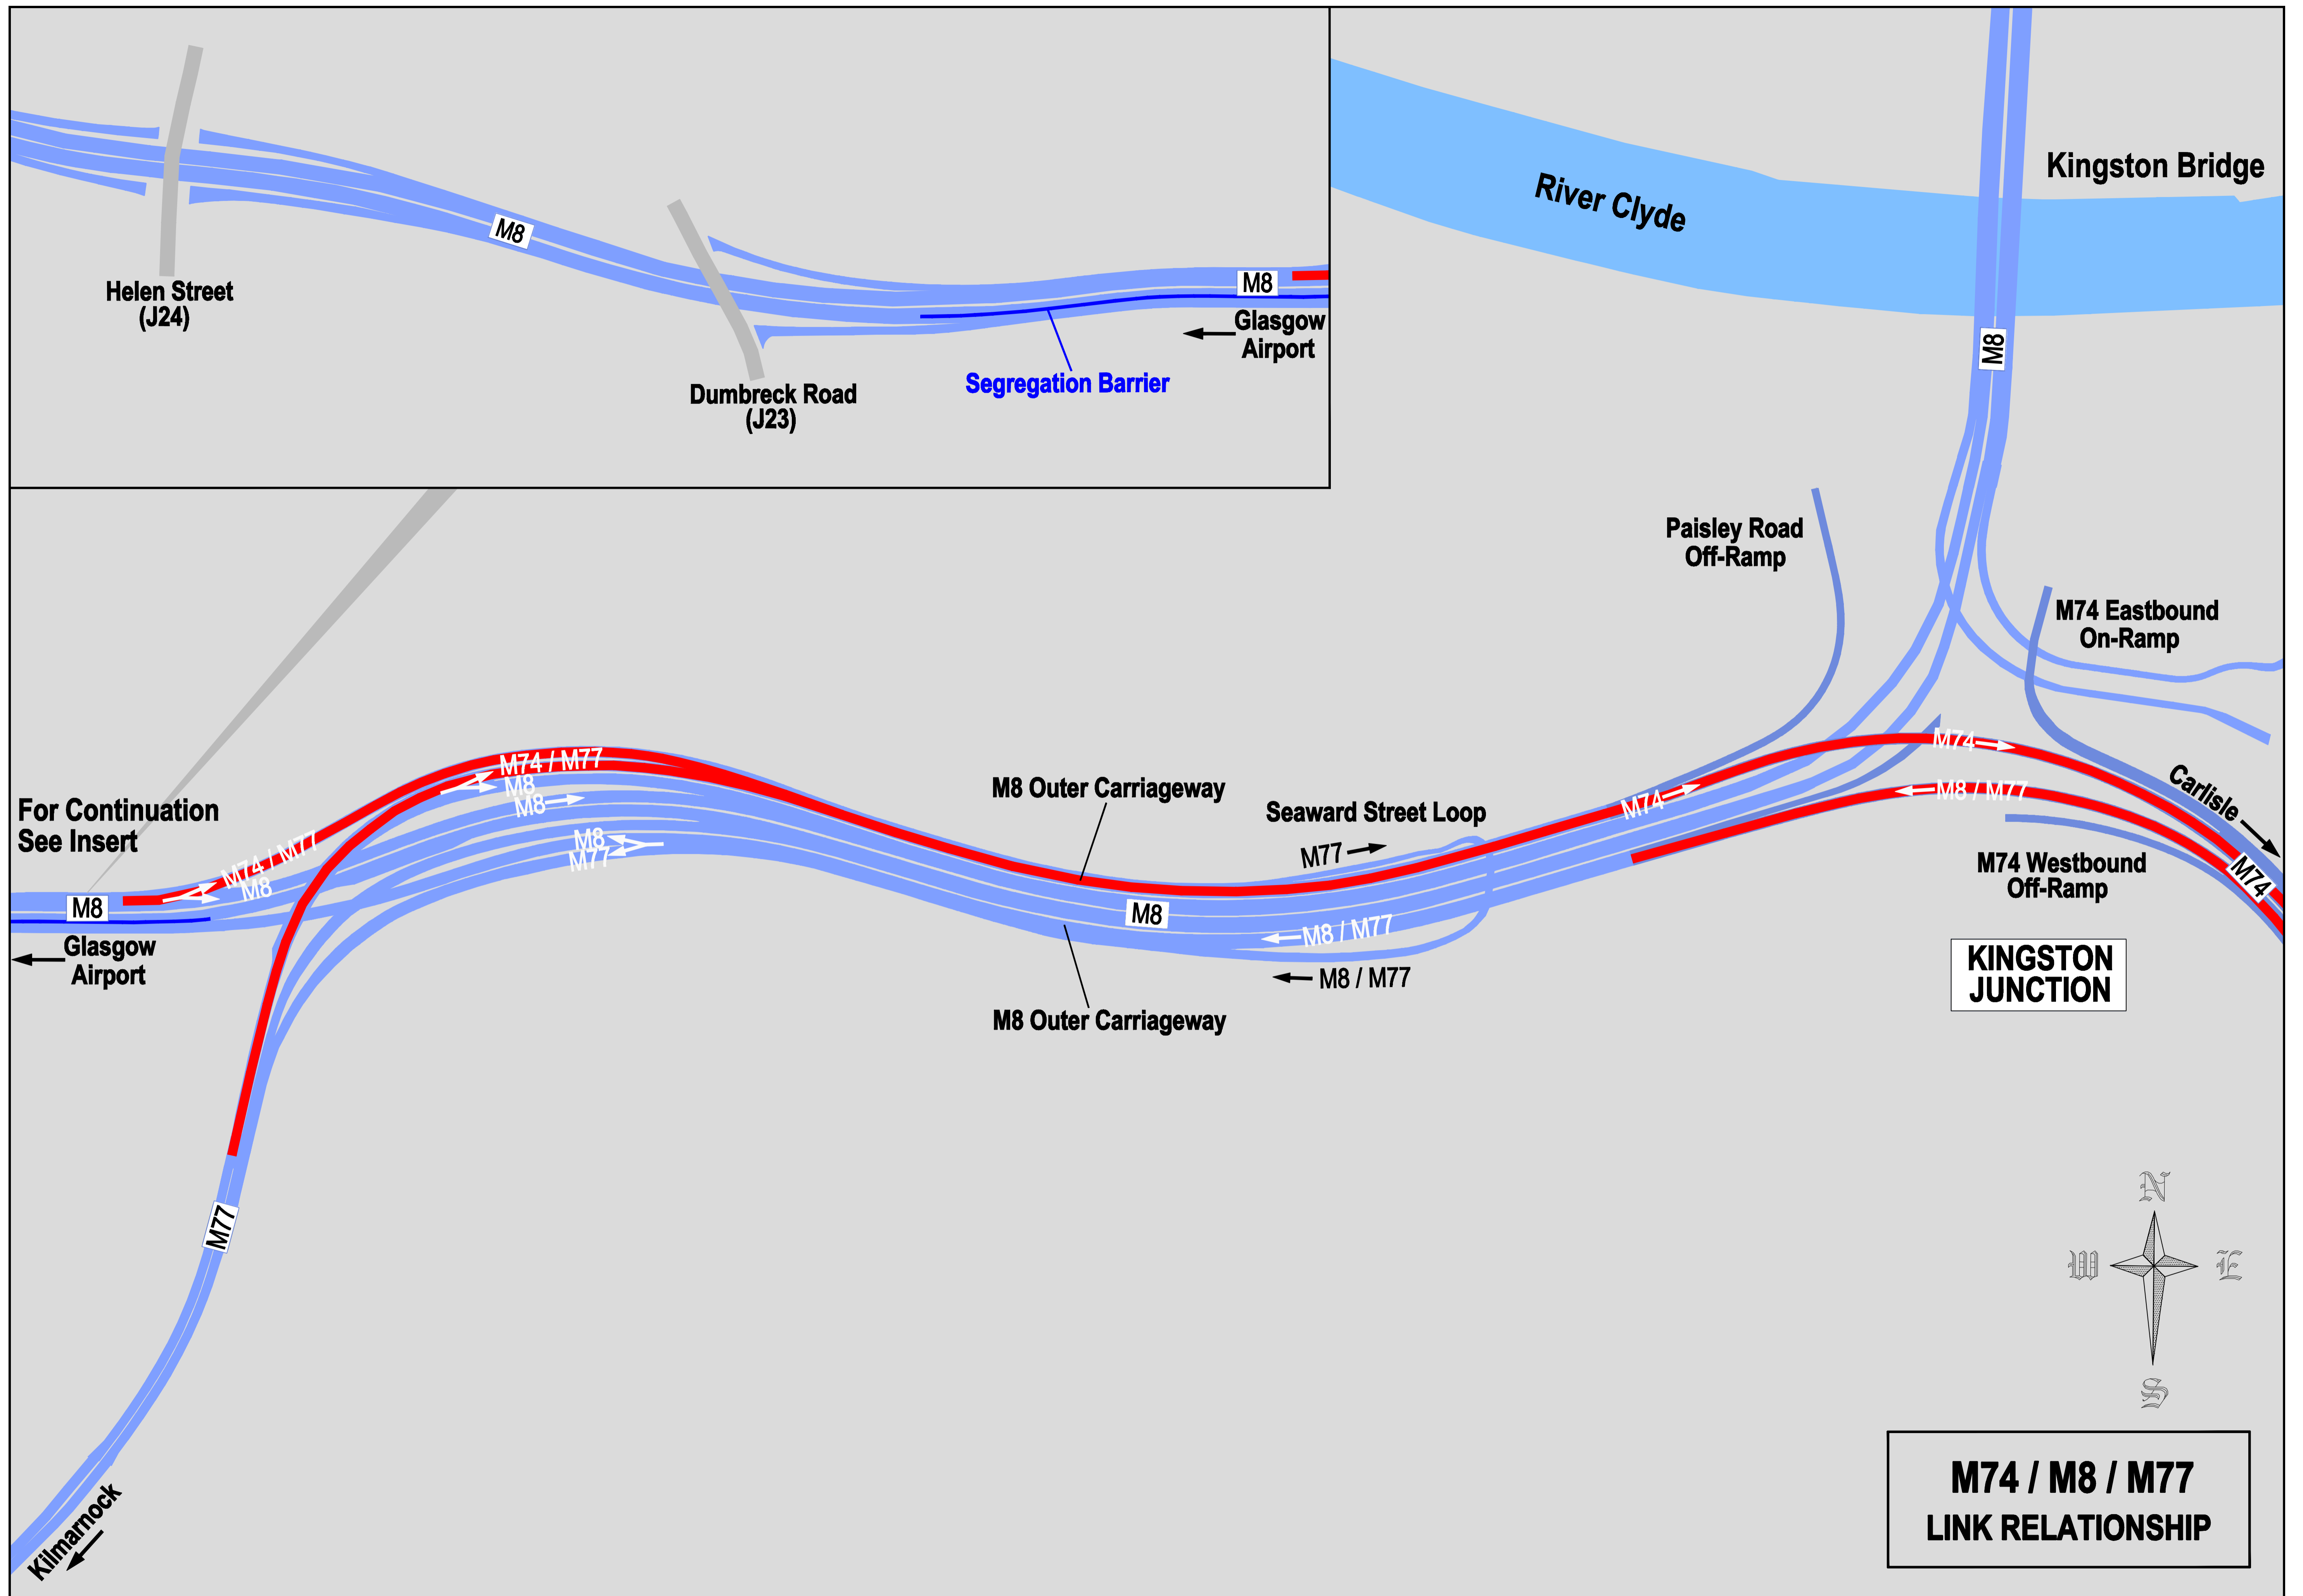 M8
Helen Street
(J24)
Dumbreck Road
(J23)
M8
Glasgow
Airport
Segregation Barrier
River Clyde
Kingston Bridge
M8
Paisley Road
Off-Ramp
M74 Eastbound
On-Ramp
For Continuation
See Insert
M74 / M77
M8
M8
M74 / M77
M8
M8
M77
M8
Glasgow
Airport
M8 Outer Carriageway
Seaward Street Loop
M77
M8
M8 / M77
M8 / M77
M8 Outer Carriageway
M74
M74
M8 / M77
Carlisle
M74
M74 Westbound
Off-Ramp
KINGSTON
JUNCTION
M77
Kilmarnock
N
W
E
S
M74 / M8 / M77
LINK RELATIONSHIP